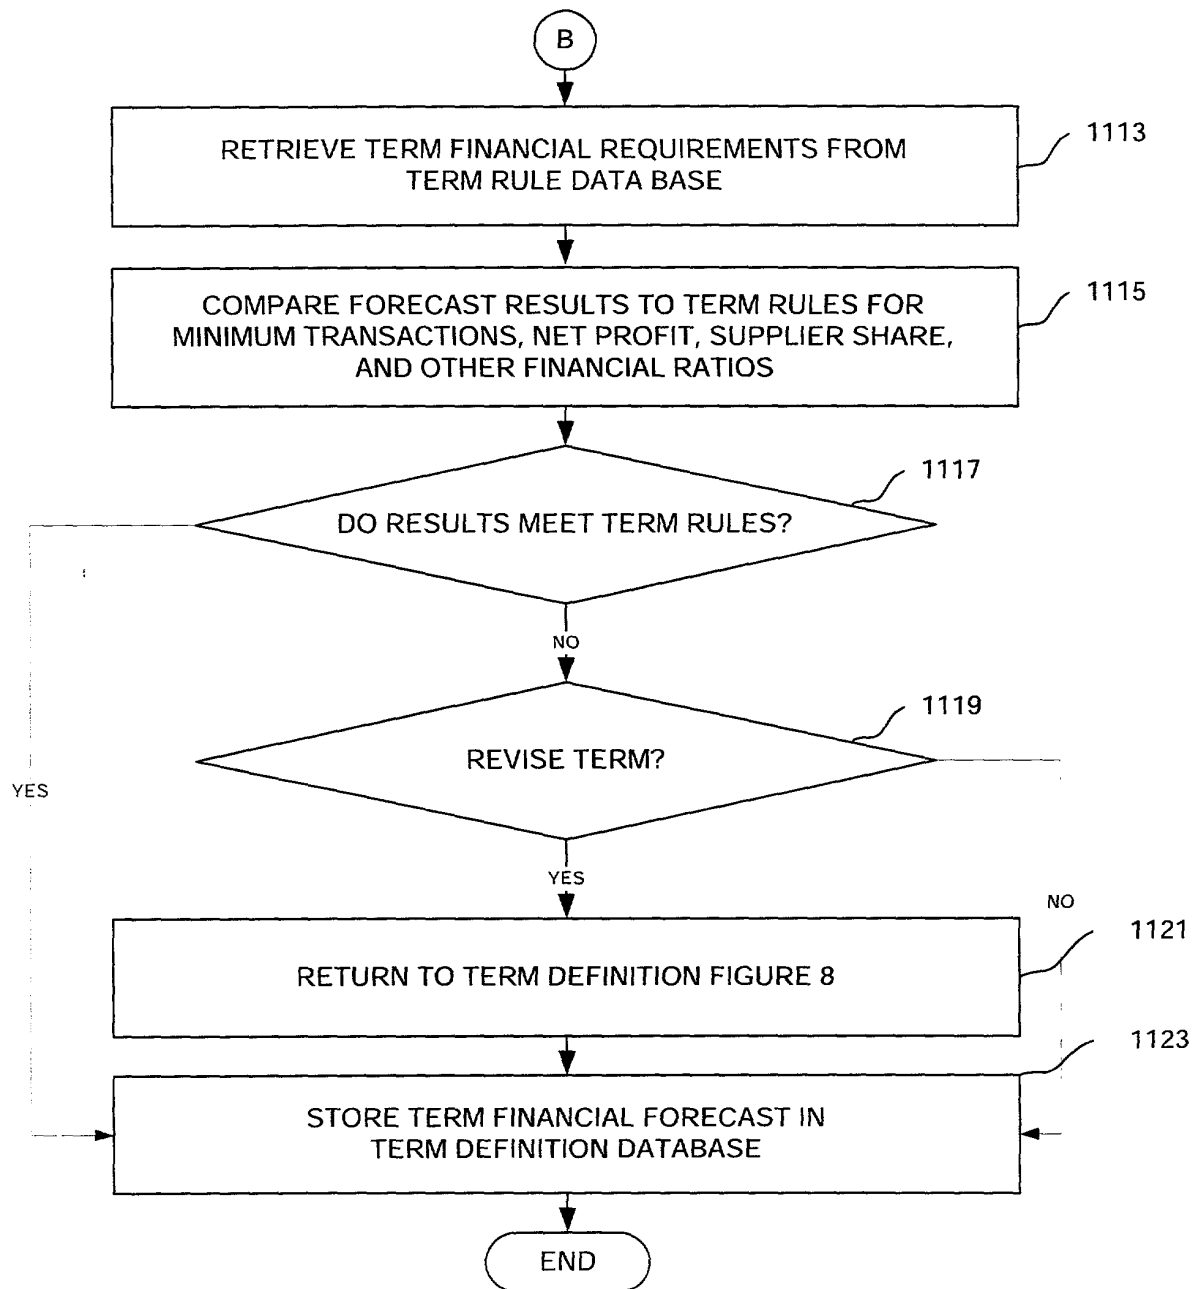 B
RETRIEVE TERM FINANCIAL REQUIREMENTS FROM
TERM RULE DATA BASE
1113
COMPARE FORECAST RESULTS TO TERM RULES FOR
MINIMUM TRANSACTIONS, NET PROFIT, SUPPLIER SHARE,
AND OTHER FINANCIAL RATIOS
1115
DO RESULTS MEET TERM RULES?
1117
NO
REVISE TERM?
1119
YES
YES
NO
RETURN TO TERM DEFINITION FIGURE 8
1121
STORE TERM FINANCIAL FORECAST IN
TERM DEFINITION DATABASE
1123
END